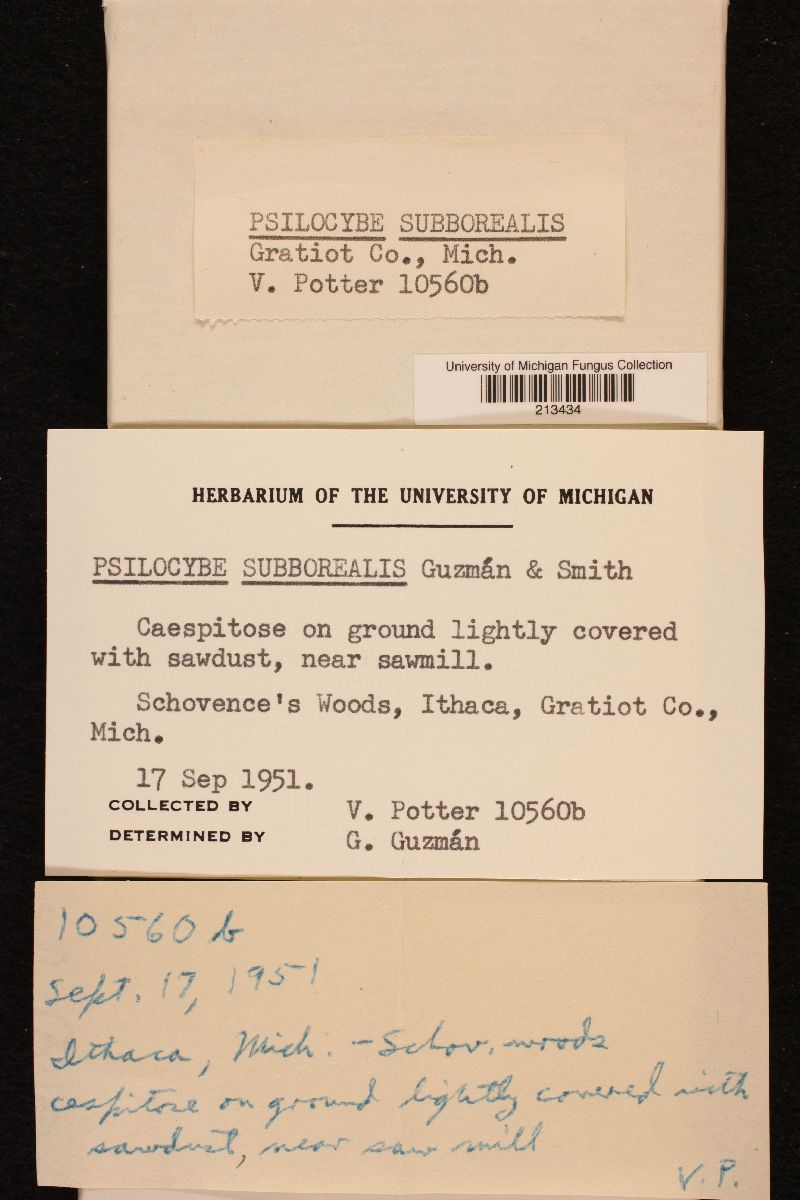 PSILOCYBE SUBBOREALIS
Gratiot Co., Mich.
V. Potter 10560b
University of Michigan Fungus Collection
213434
HERBARIUM OF THE UNIVERSITY OF MICHIGAN
PSILOCYBE SUBBOREALIS Guzmán & Smith
Caespitose on ground lightly covered
with sawdust, near sawmill.
Schovence's Woods, Ithaca, Gratiot Co.,
Mich.
17 Sep 1951.
COLLECTED BY V. Potter 10560b
DETERMINED BY G. Guzmán
10560 b
Sept. 17, 1951
Ithaca, Mich. - Schov. woods
cespitose on ground lightly covered with
sawdust, near saw mill
V. P.